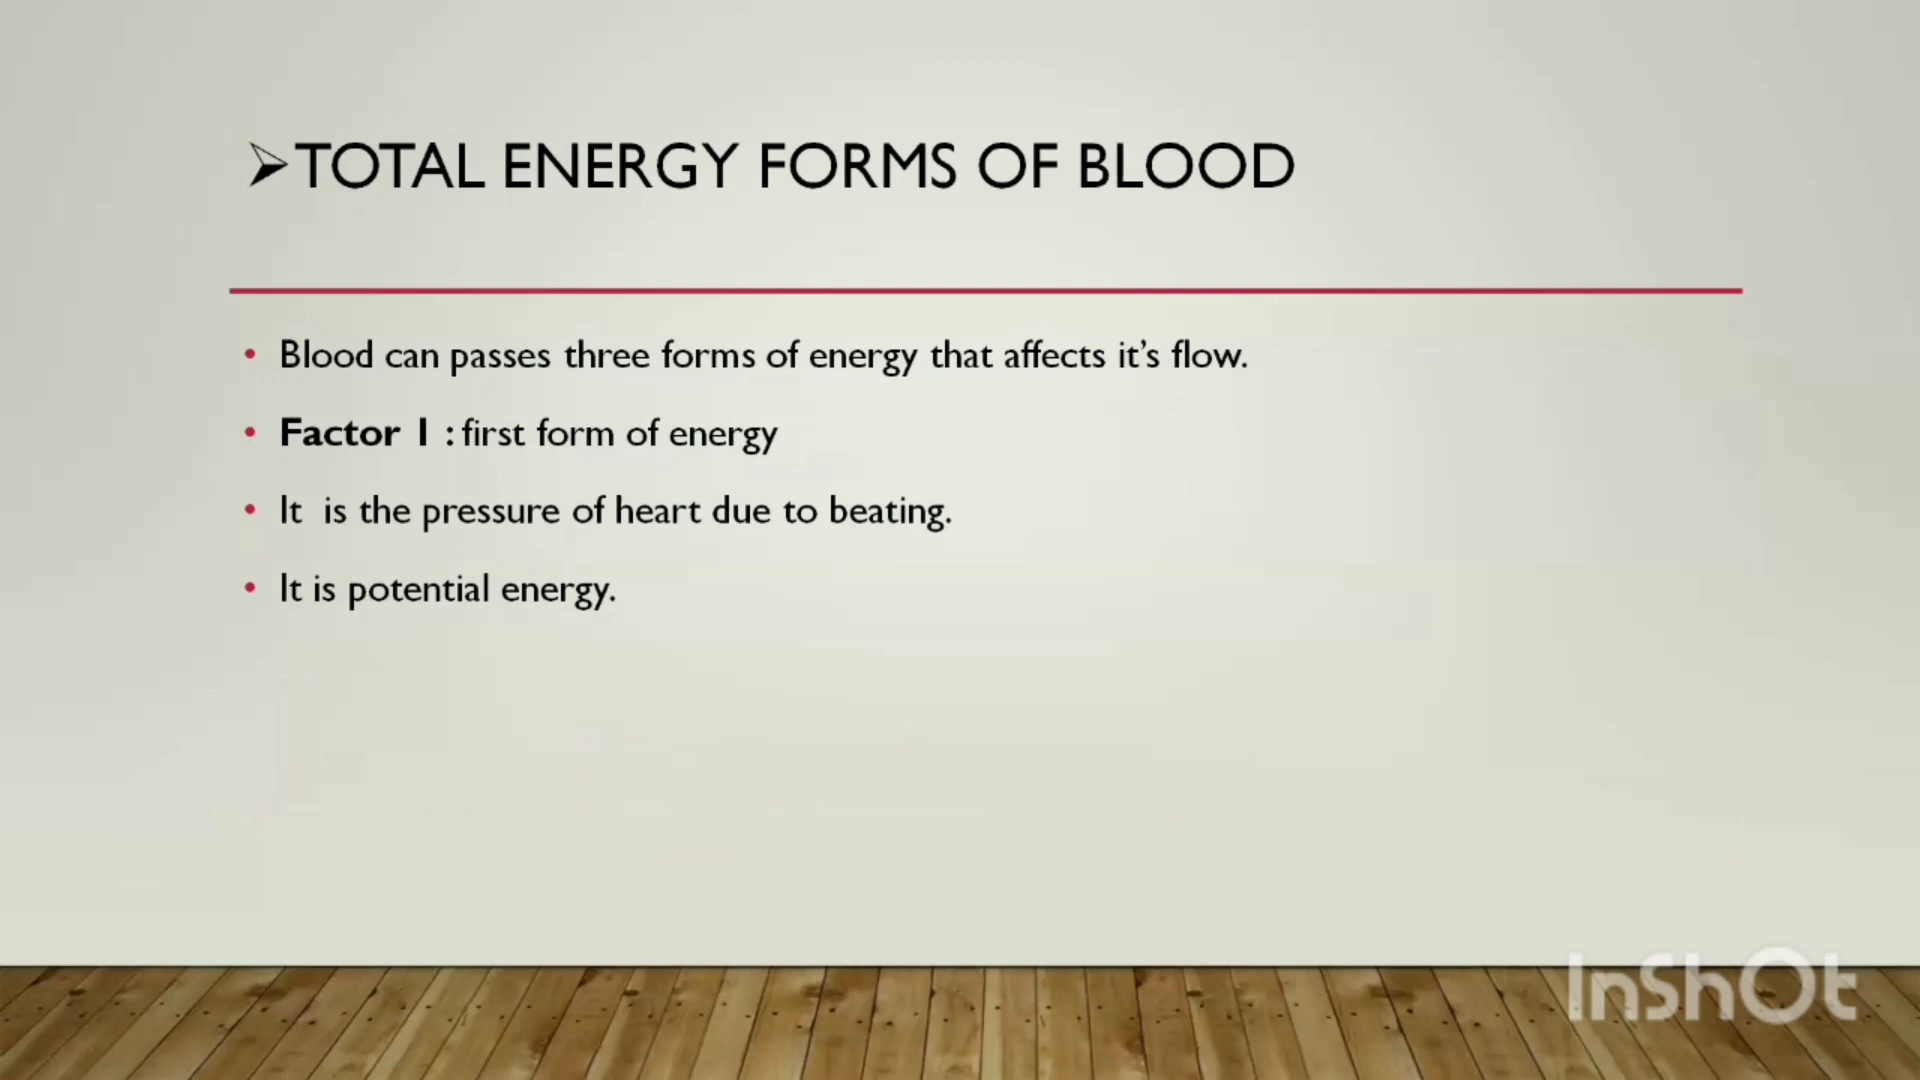 ➢TOTAL ENERGY FORMS OF BLOOD
• Blood can passes three forms of energy that affects it’s flow.
• Factor 1 : first form of energy
• It is the pressure of heart due to beating.
• It is potential energy.
InShOt